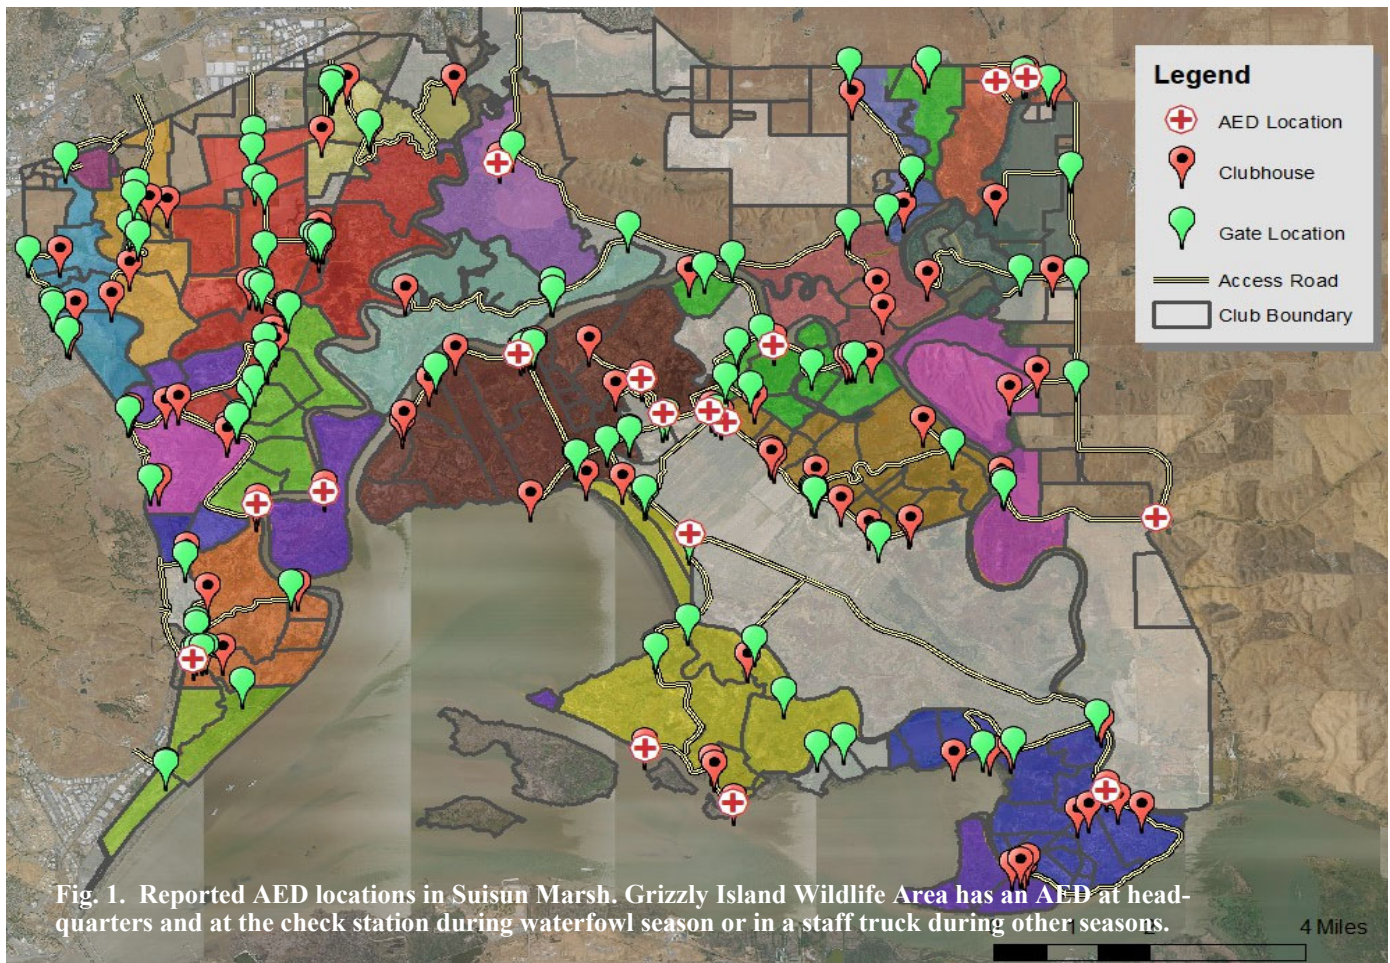 Legend
AED Location
Clubhouse
Gate Location
Access Road
Club Boundary
Fig. 1. Reported AED locations in Suisun Marsh. Grizzly Island Wildlife Area has an AED at head-
quarters and at the check station during waterfowl season or in a staff truck during other seasons.
1 2 4 Miles